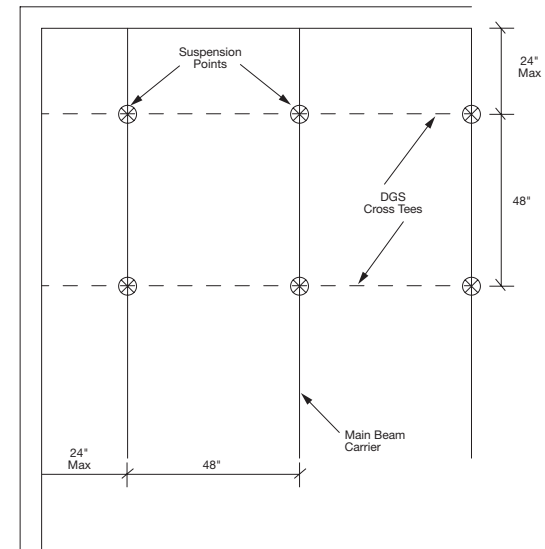 Suspension
Points
24"
Max
DGS
Cross Tees
48"
Main Beam
Carrier
24"
Max
48"